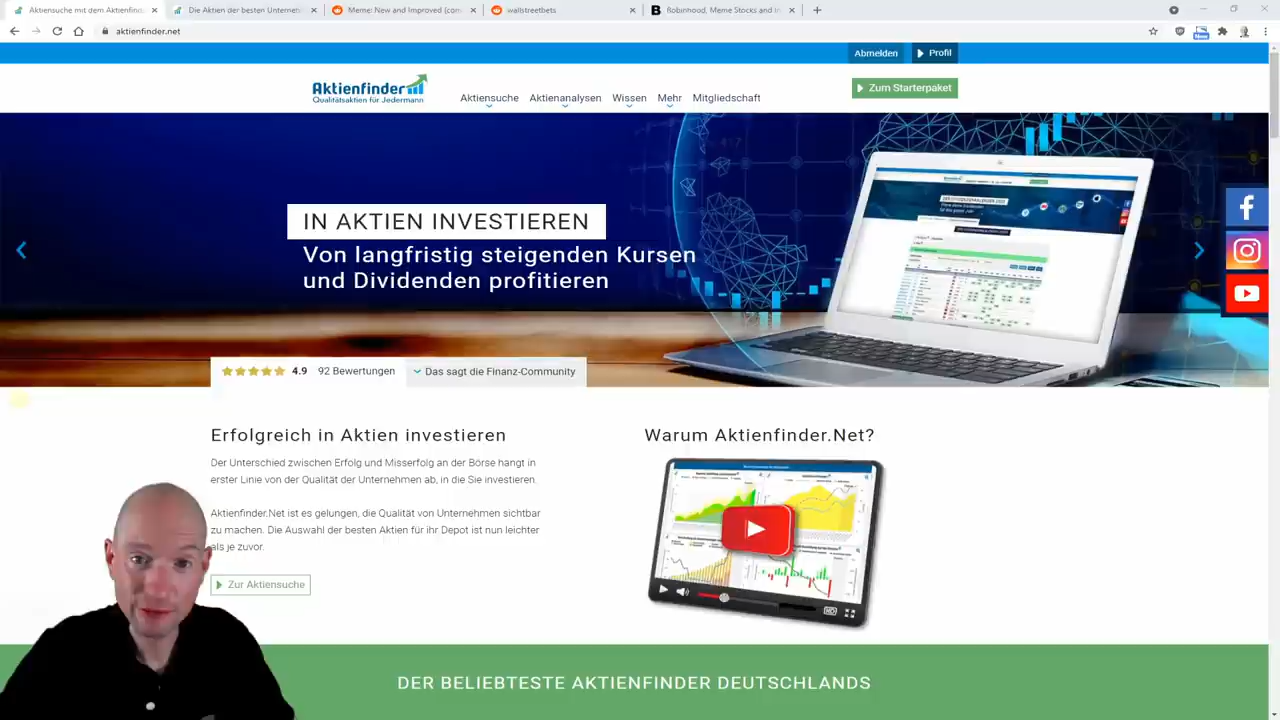 Aktiensuche mit dem Aktienfinder
Die Aktien der besten Unternehm
Meme: New and Improved (com
wallstreetbets
Robinhood, Meme Stocks and In
aktienfinder.net
Abmelden
Profil
Aktienfinder
Qualitätsaktien für Jedermann
Aktiensuche
Aktienanalysen
Wissen
Mehr
Mitgliedschaft
Zum Starterpaket
IN AKTIEN INVESTIEREN
Von langfristig steigenden Kursen
und Dividenden profitieren
4.9 92 Bewertungen
Das sagt die Finanz-Community
Erfolgreich in Aktien investieren
Der Unterschied zwischen Erfolg und Misserfolg an der Börse hängt in
erster Linie von der Qualität der Unternehmen ab, in die Sie investieren.
Aktienfinder.Net ist es gelungen, die Qualität von Unternehmen sichtbar
zu machen. Die Auswahl der besten Aktien für ihr Depot ist nun leichter
als je zuvor.
Zur Aktiensuche
Warum Aktienfinder.Net?
HD
DER BELIEBTESTE AKTIENFINDER DEUTSCHLANDS